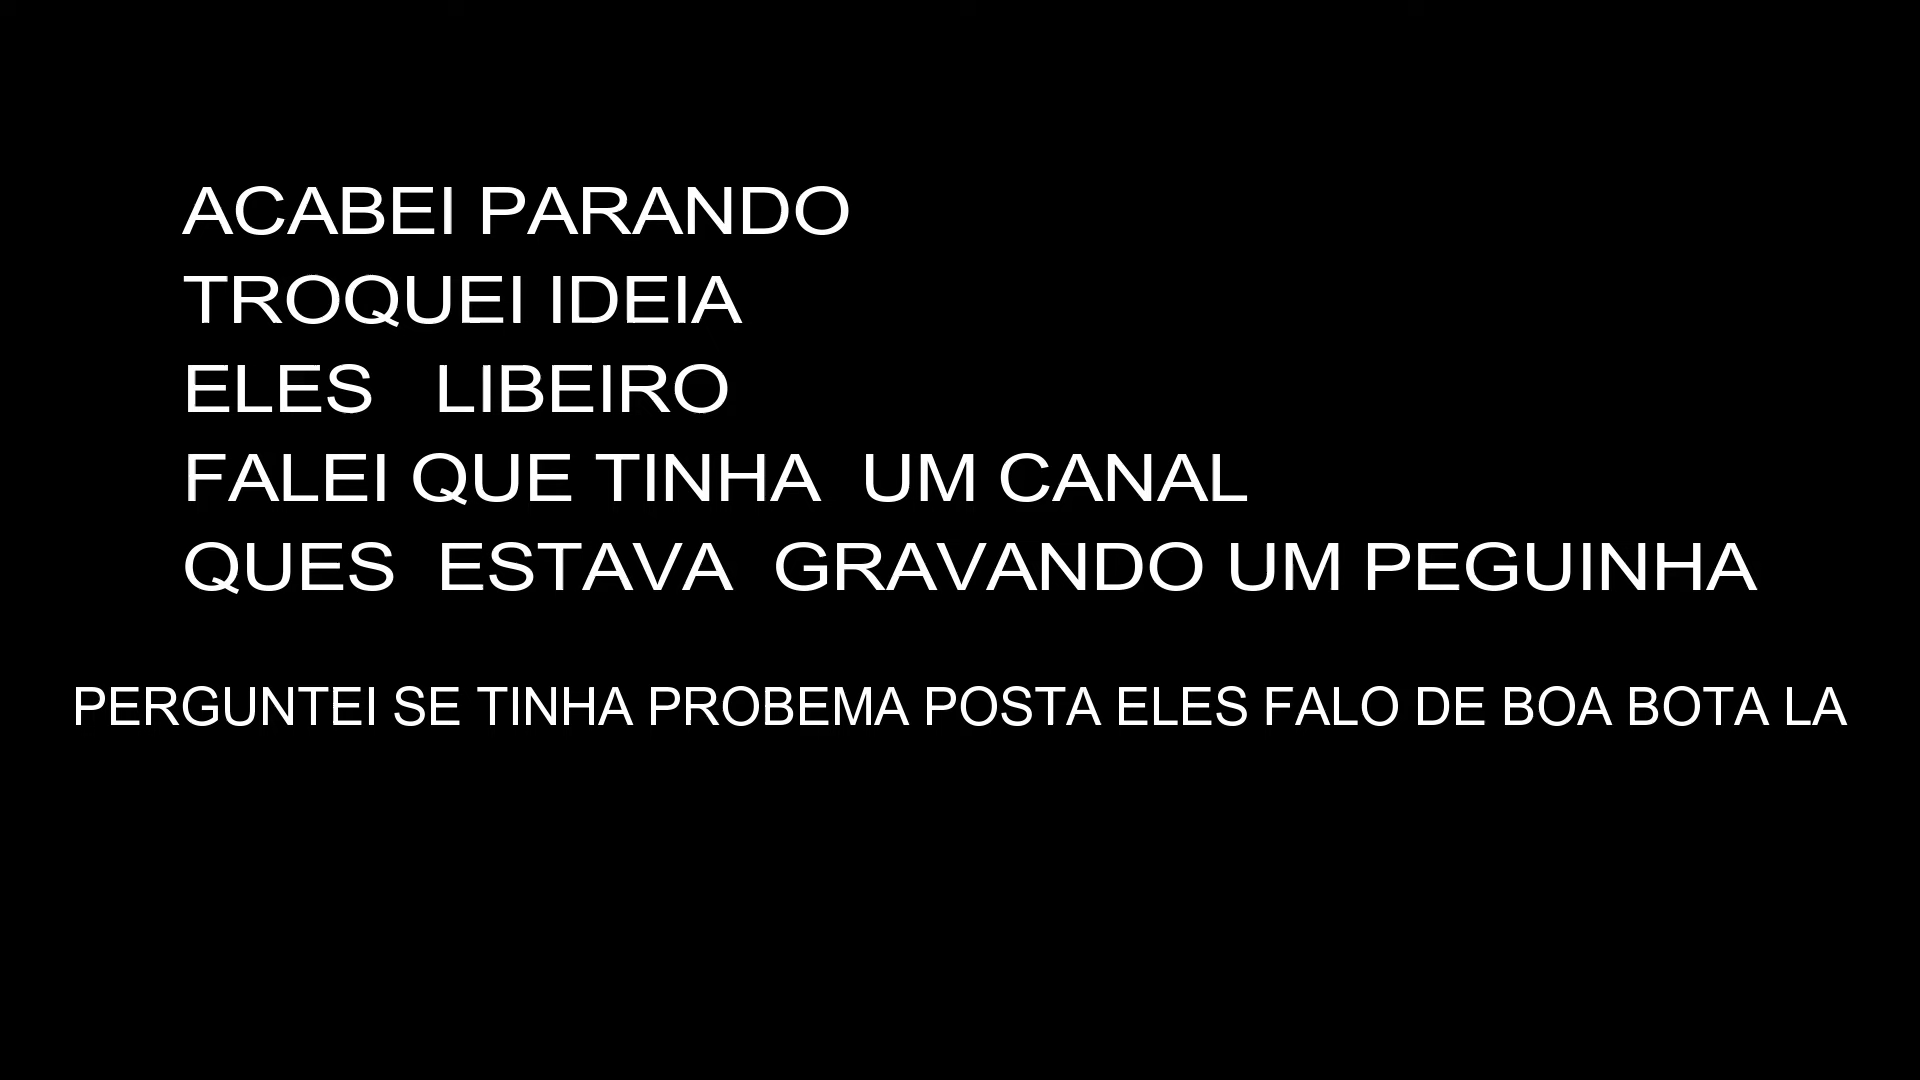 ACABEI PARANDO
TROQUEI IDEIA
ELES LIBEIRO
FALEI QUE TINHA UM CANAL
QUES ESTAVA GRAVANDO UM PEGUINHA
PERGUNTEI SE TINHA PROBEMA POSTA ELES FALO DE BOA BOTA LA